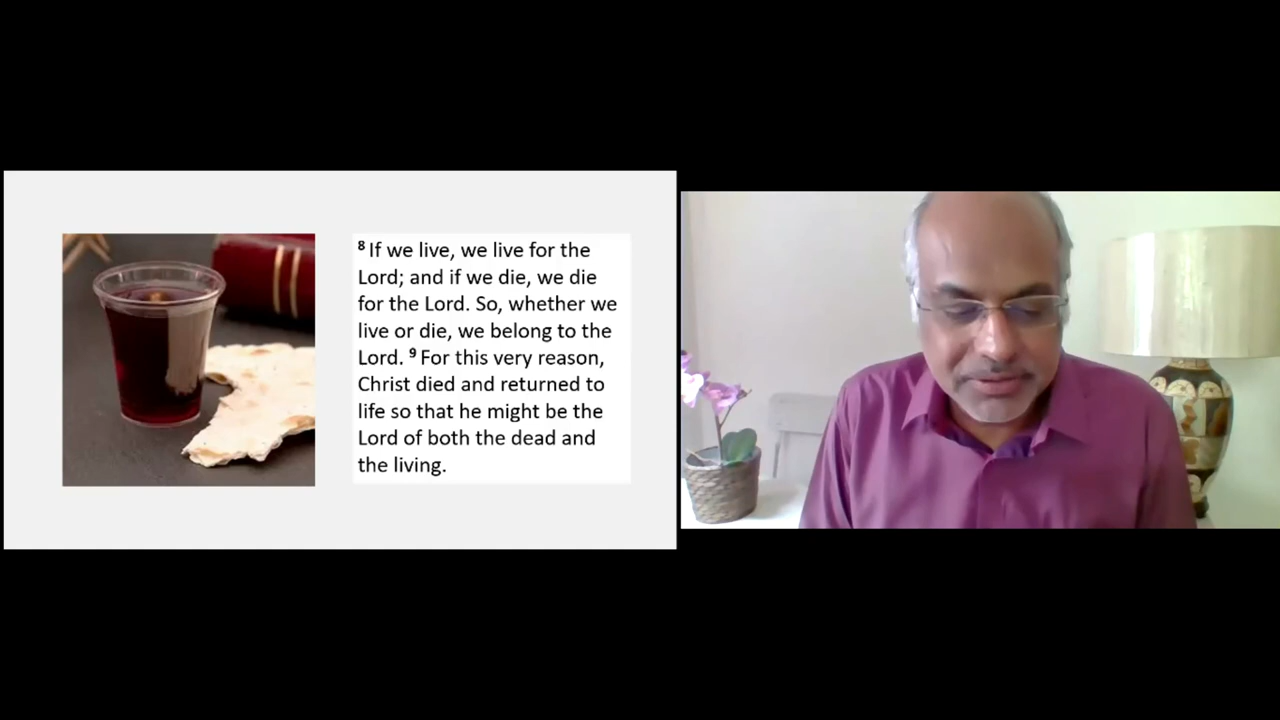 ⁸ If we live, we live for the
Lord; and if we die, we die
for the Lord. So, whether we
live or die, we belong to the
Lord. ⁹ For this very reason,
Christ died and returned to
life so that he might be the
Lord of both the dead and
the living.